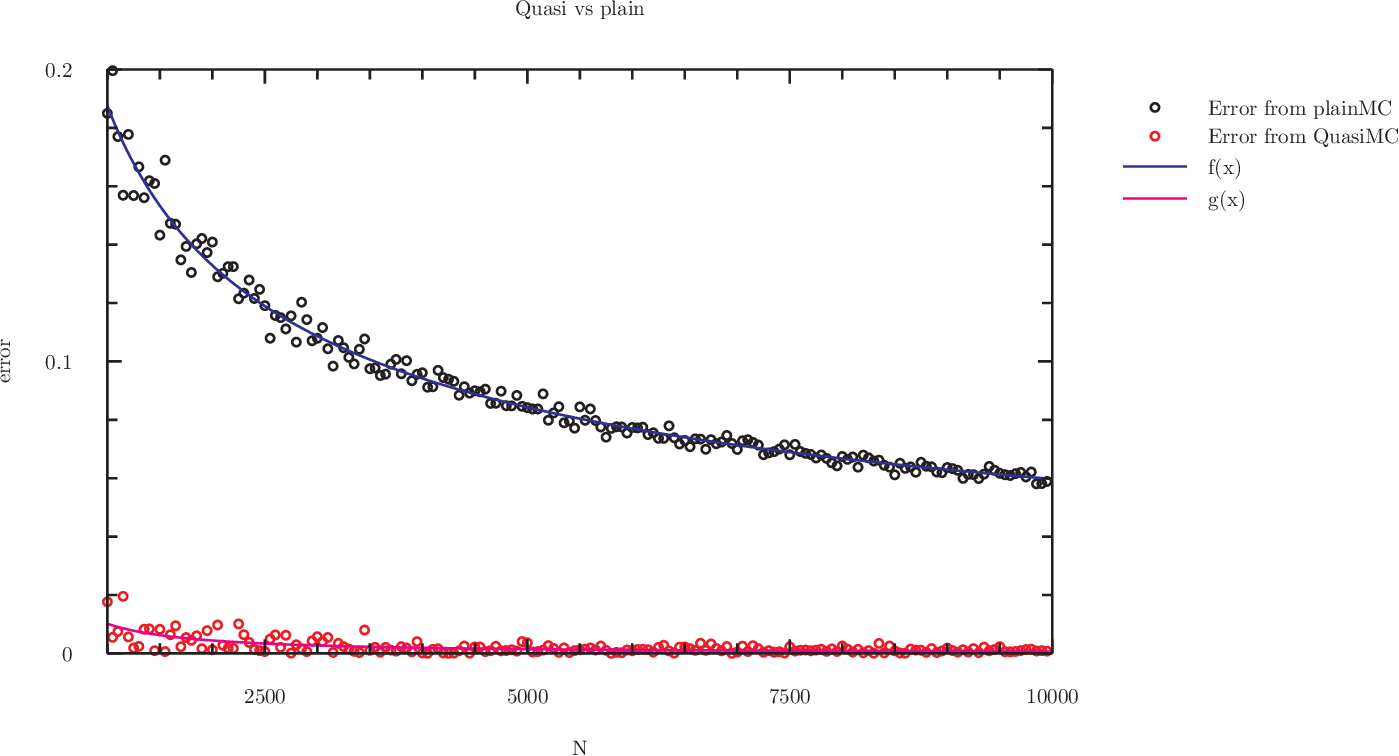 Quasi vs plain
0.2
Error from plainMC
Error from QuasiMC
f(x)
g(x)
error
0.1
0
2500
5000
7500
10000
N